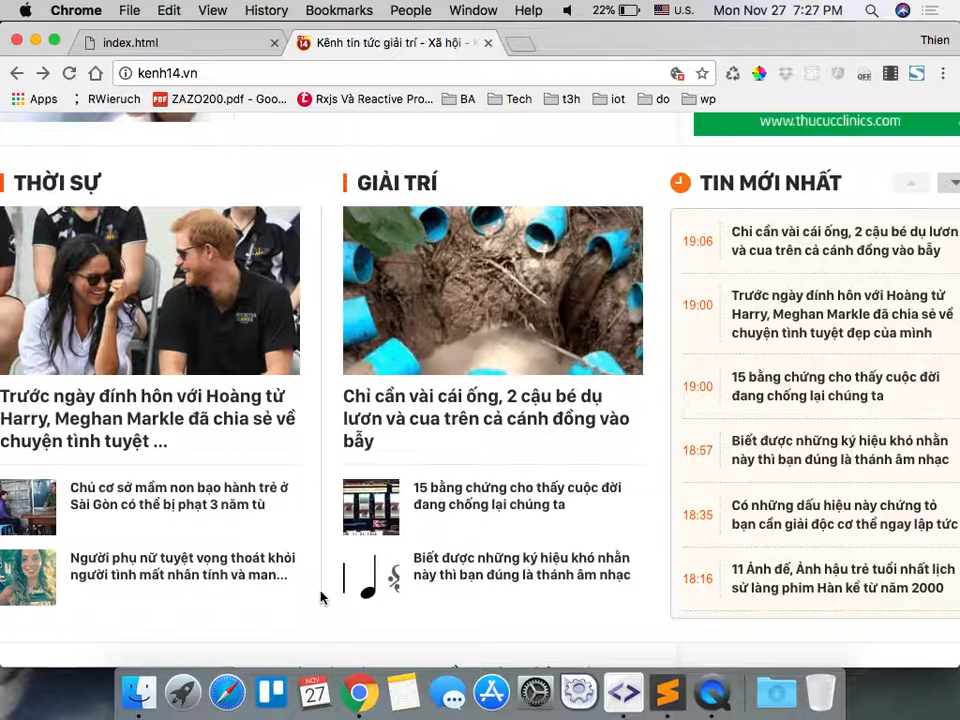 Chrome File Edit View History Bookmarks People Window Help 22% U.S. Mon Nov 27 7:27 PM
index.html Kênh tin tức giải trí - Xã hội - Thien
kenh14.vn OFF
Apps RWieruch PDF ZAZO200.pdf - Goo... Rxjs Và Reactive Pro... BA Tech t3h iot do wp
www.thucucclinics.com
THỜI SỰ
Trước ngày đính hôn với Hoàng tử
Harry, Meghan Markle đã chia sẻ về
chuyện tình tuyệt ...
Chủ cơ sở mầm non bạo hành trẻ ở
Sài Gòn có thể bị phạt 3 năm tù
Người phụ nữ tuyệt vọng thoát khỏi
người tình mất nhân tính và man...
GIẢI TRÍ
Chỉ cần vài cái ống, 2 cậu bé dụ
lươn và cua trên cả cánh đồng vào
bẫy
15 bằng chứng cho thấy cuộc đời
đang chống lại chúng ta
Biết được những ký hiệu khó nhằn
này thì bạn đúng là thánh âm nhạc
TIN MỚI NHẤT
19:06 Chỉ cần vài cái ống, 2 cậu bé dụ lươn
và cua trên cả cánh đồng vào bẫy
19:00 Trước ngày đính hôn với Hoàng tử
Harry, Meghan Markle đã chia sẻ về
chuyện tình tuyệt đẹp của mình
19:00 15 bằng chứng cho thấy cuộc đời
đang chống lại chúng ta
18:57 Biết được những ký hiệu khó nhằn
này thì bạn đúng là thánh âm nhạc
18:35 Có những dấu hiệu này chứng tỏ
bạn cần giải độc cơ thể ngay lập tức
18:16 11 Ảnh đế, Ảnh hậu trẻ tuổi nhất lịch
sử làng phim Hàn kể từ năm 2000
NOV
27